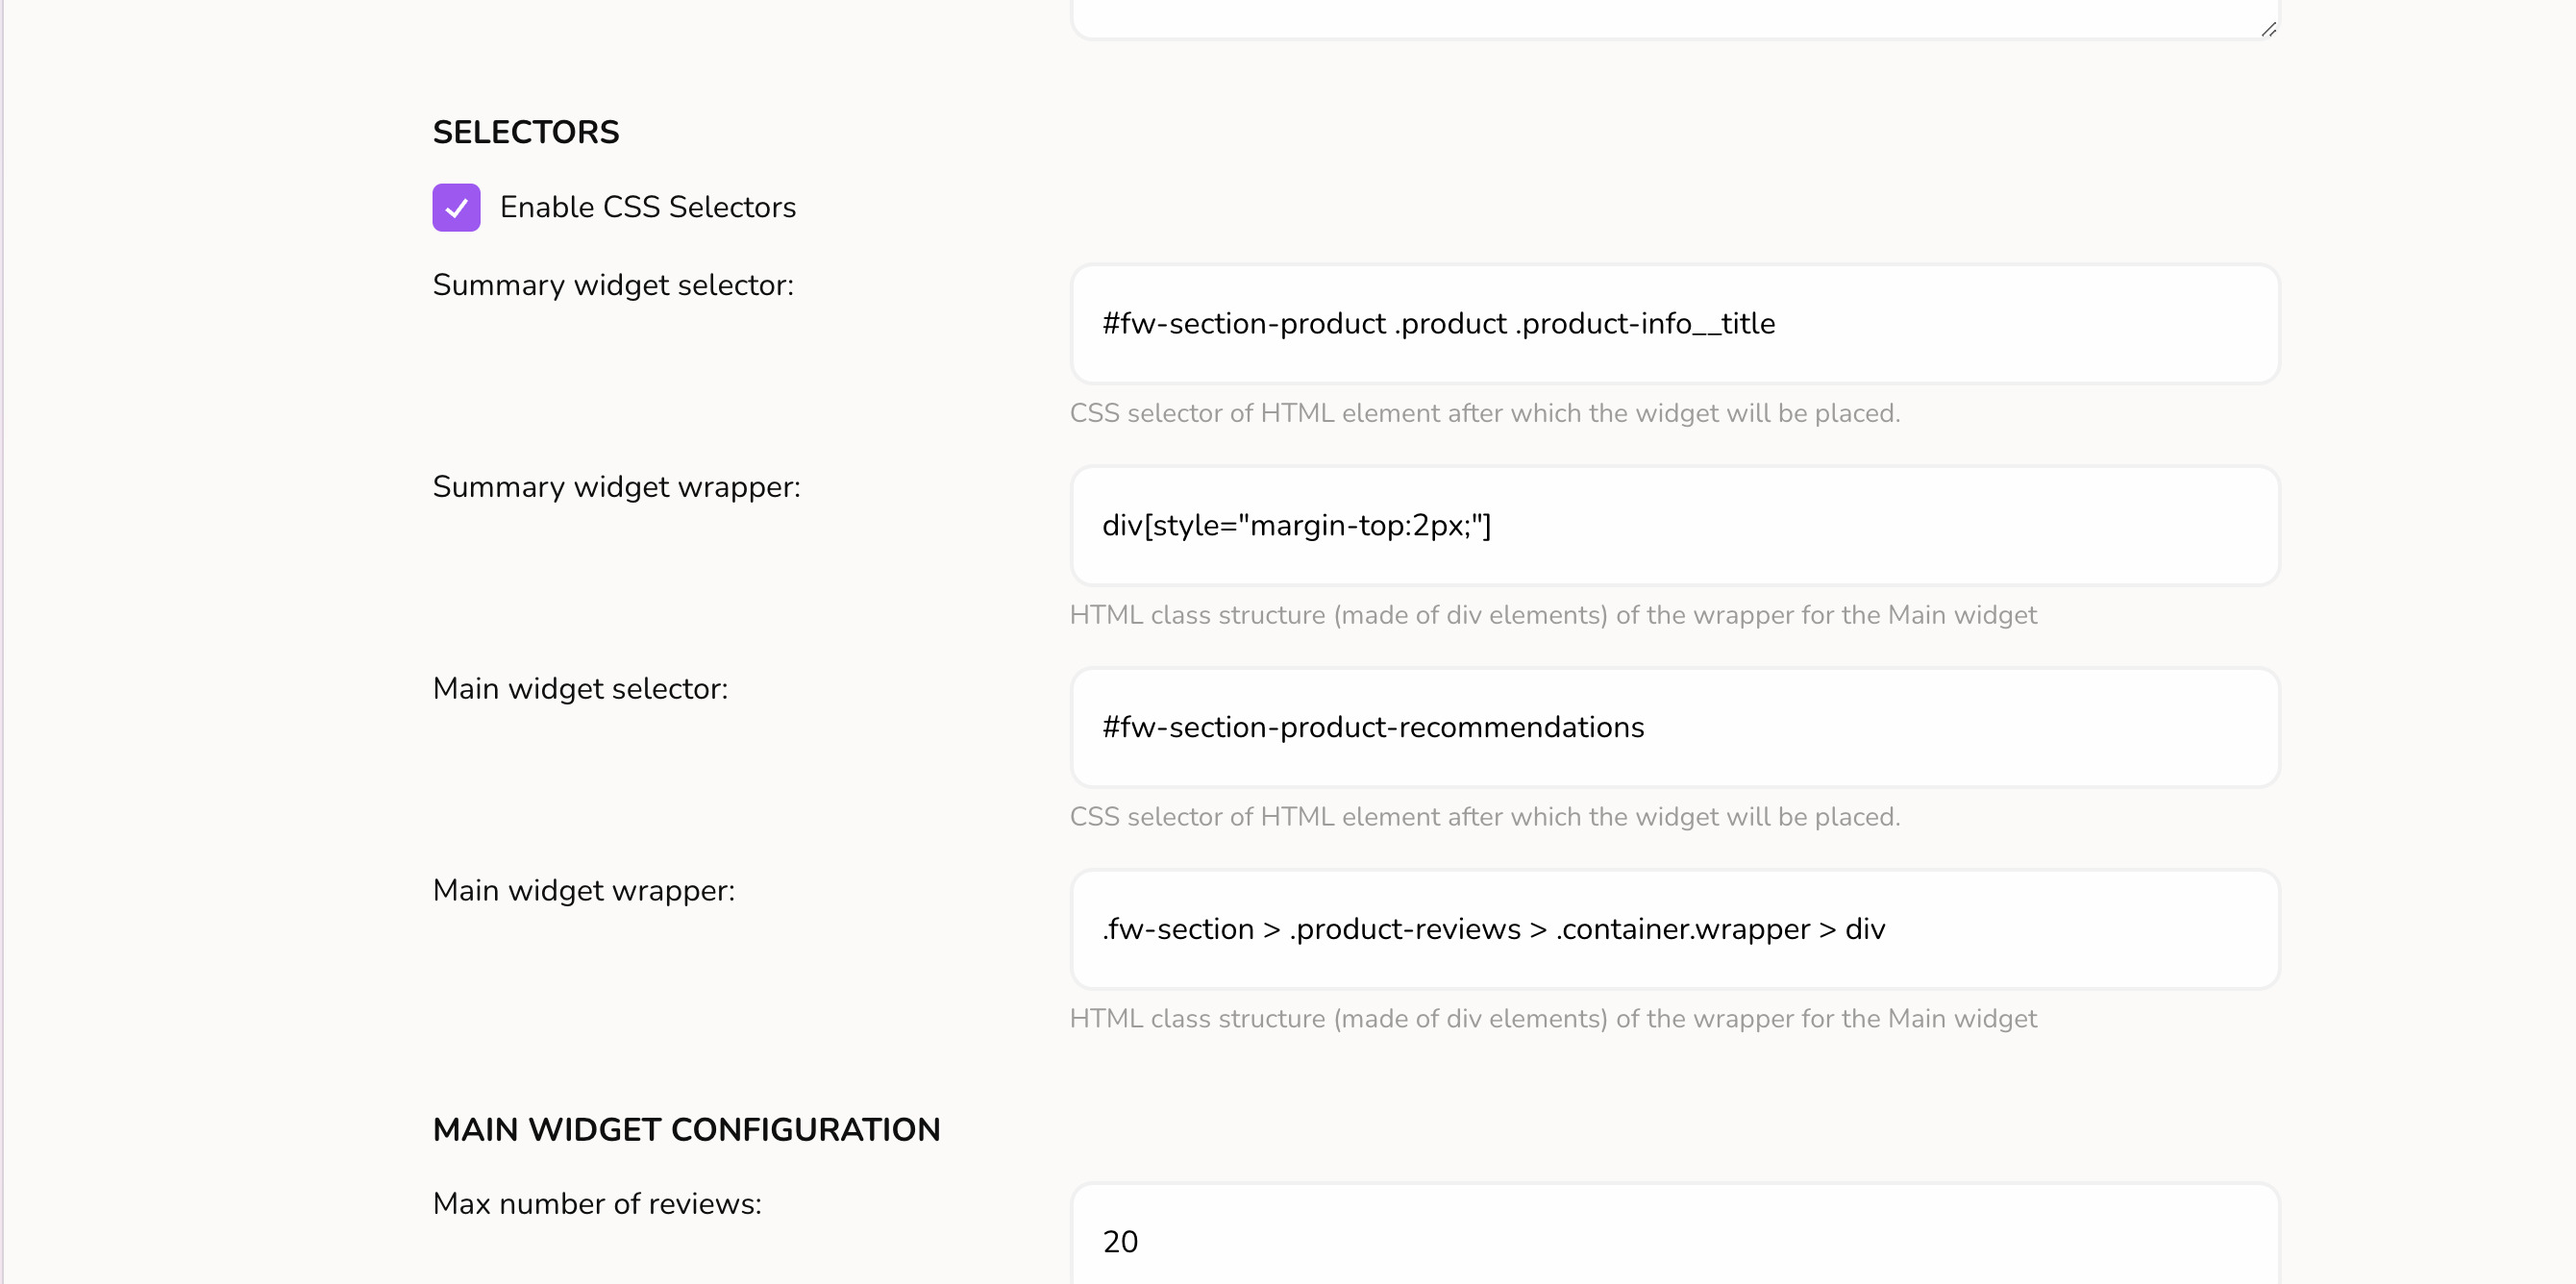 SELECTORS
Enable CSS Selectors
Summary widget selector:
#fw-section-product .product .product-info__title
CSS selector of HTML element after which the widget will be placed.
Summary widget wrapper:
div[style="margin-top:2px;"]
HTML class structure (made of div elements) of the wrapper for the Main widget
Main widget selector:
#fw-section-product-recommendations
CSS selector of HTML element after which the widget will be placed.
Main widget wrapper:
.fw-section > .product-reviews > .container.wrapper > div
HTML class structure (made of div elements) of the wrapper for the Main widget
MAIN WIDGET CONFIGURATION
Max number of reviews:
20